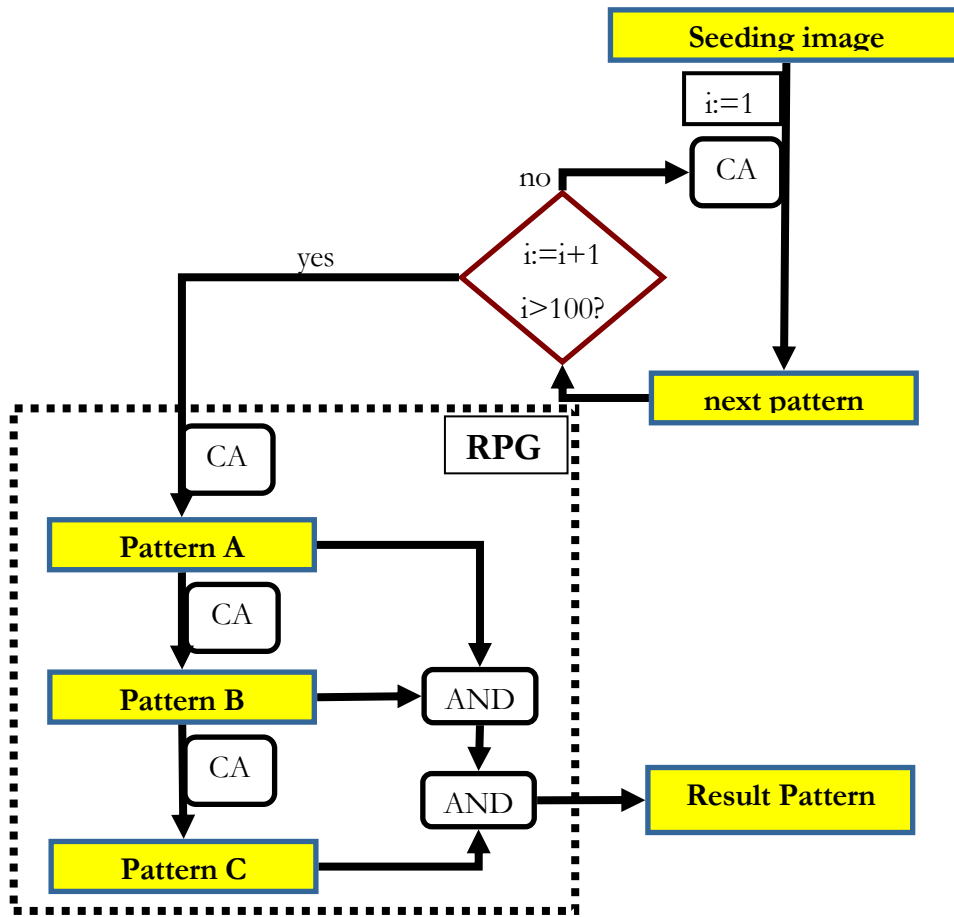 Seeding image
i:=1
CA
no
yes
i:=i+1
i>100?
next pattern
RPG
CA
Pattern A
CA
Pattern B
AND
CA
AND
Result Pattern
Pattern C